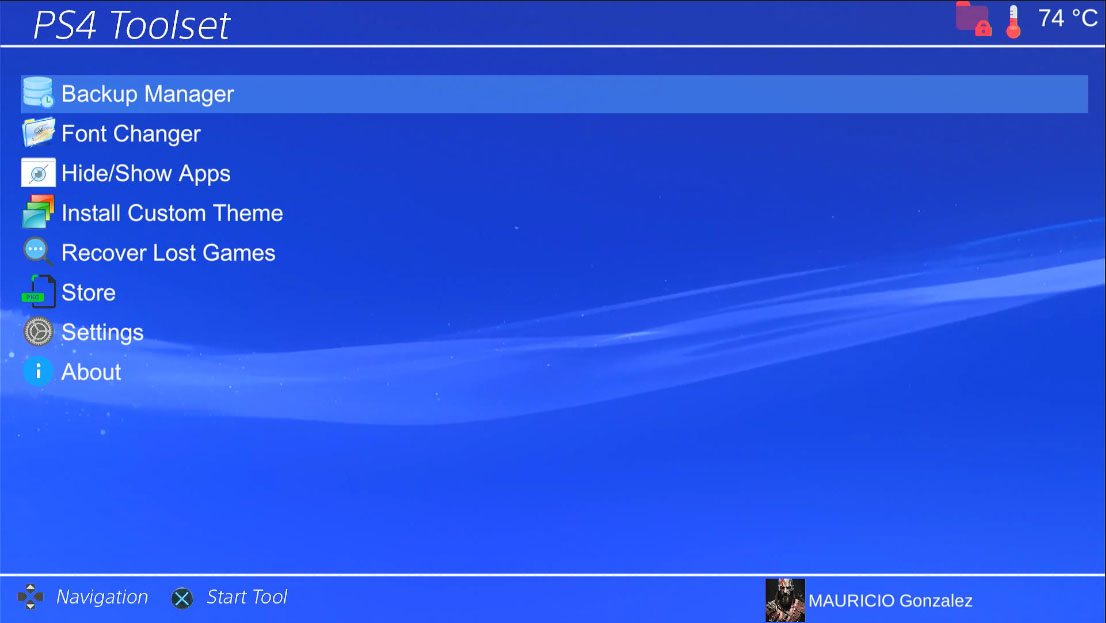 PS4 Toolset
74 °C
Backup Manager
Font Changer
Hide/Show Apps
Install Custom Theme
Recover Lost Games
PKG
Store
Settings
About
Navigation
Start Tool
MAURICIO Gonzalez